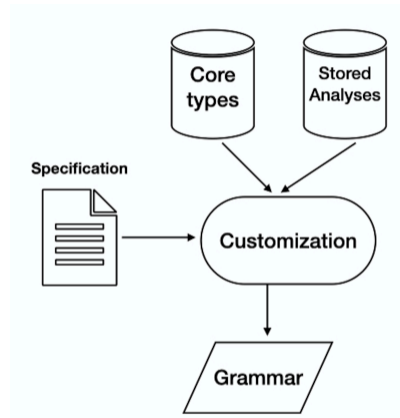 Core
types
Stored
Analyses
Specification
Customization
Grammar